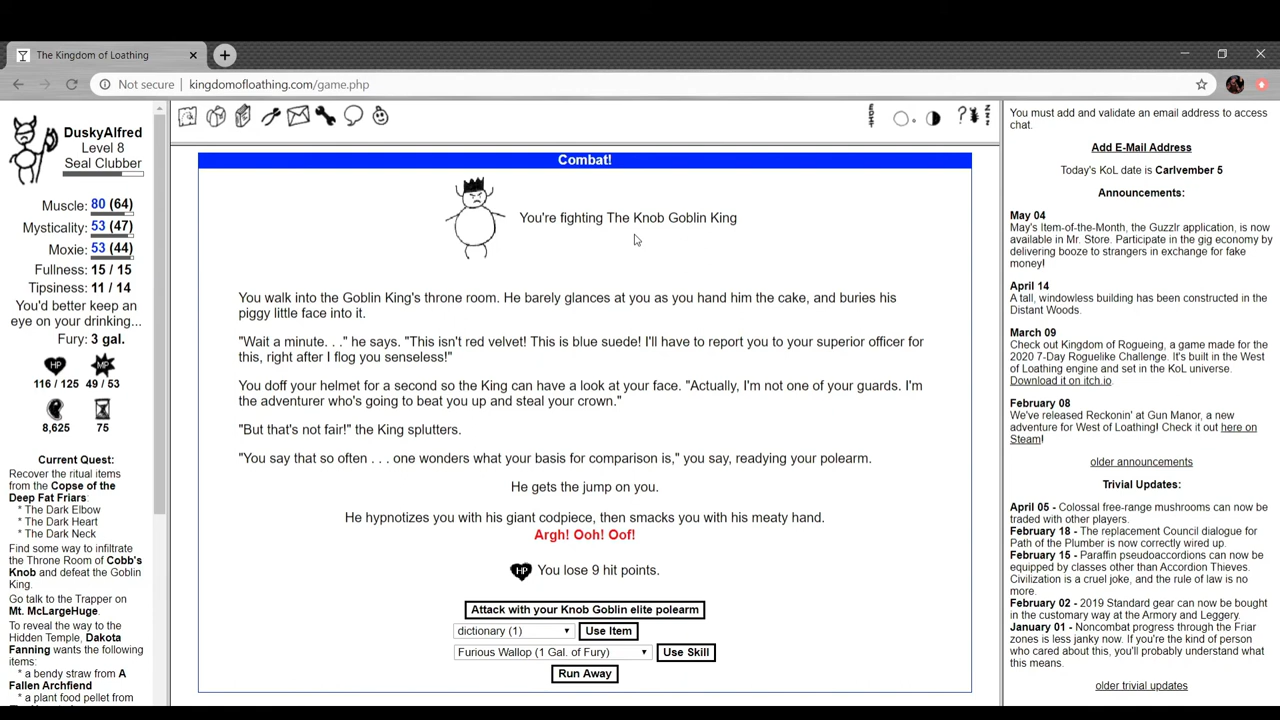 The Kingdom of Loathing
Not secure | kingdomofloathing.com/game.php
DuskyAlfred
Level 8
Seal Clubber
Muscle: 80 (64)
Mysticality: 53 (47)
Moxie: 53 (44)
Fullness: 15 / 15
Tipsiness: 11 / 14
You'd better keep an
eye on your drinking...
Fury: 3 gal.
HP MP
116 / 125 49 / 53
8,625 75
Current Quest:
Recover the ritual items
from the Copse of the
Deep Fat Friars:
* The Dark Elbow
* The Dark Heart
* The Dark Neck
Find some way to infiltrate
the Throne Room of Cobb's
Knob and defeat the Goblin
King.
Go talk to the Trapper on
Mt. McLargeHuge.
To reveal the way to the
Hidden Temple, Dakota
Fanning wants the following
items:
* a bendy straw from A
Fallen Archfiend
* a plant food pellet from
Combat!
You're fighting The Knob Goblin King
You walk into the Goblin King's throne room. He barely glances at you as you hand him the cake, and buries his
piggy little face into it.
"Wait a minute. . ." he says. "This isn't red velvet! This is blue suede! I'll have to report you to your superior officer for
this, right after I flog you senseless!"
You doff your helmet for a second so the King can have a look at your face. "Actually, I'm not one of your guards. I'm
the adventurer who's going to beat you up and steal your crown."
"But that's not fair!" the King splutters.
"You say that so often . . . one wonders what your basis for comparison is," you say, readying your polearm.
He gets the jump on you.
He hypnotizes you with his giant codpiece, then smacks you with his meaty hand.
Argh! Ooh! Oof!
HP You lose 9 hit points.
Attack with your Knob Goblin elite polearm
dictionary (1) Use Item
Furious Wallop (1 Gal. of Fury) Use Skill
Run Away
You must add and validate an email address to access
chat.
Add E-Mail Address
Today's KoL date is Carlvember 5
Announcements:
May 04
May's Item-of-the-Month, the Guzzlr application, is now
available in Mr. Store. Participate in the gig economy by
delivering booze to strangers in exchange for fake
money!
April 14
A tall, windowless building has been constructed in the
Distant Woods.
March 09
Check out Kingdom of Rogueing, a game made for the
2020 7-Day Roguelike Challenge. It's built in the West
of Loathing engine and set in the KoL universe.
Download it on itch.io.
February 08
We've released Reckonin' at Gun Manor, a new
adventure for West of Loathing! Check it out here on
Steam!
older announcements
Trivial Updates:
April 05 - Colossal free-range mushrooms can now be
traded with other players.
February 18 - The replacement Council dialogue for
Path of the Plumber is now correctly wired up.
February 15 - Paraffin pseudoaccordions can now be
equipped by classes other than Accordion Thieves.
Civilization is a cruel joke, and the rule of law is no
more.
February 02 - 2019 Standard gear can now be bought
in the customary way at the Armory and Leggery.
January 01 - Noncombat progress through the Friar
zones is less janky now. If you're the kind of person
who cared about this, you'll probably understand what
this means.
older trivial updates